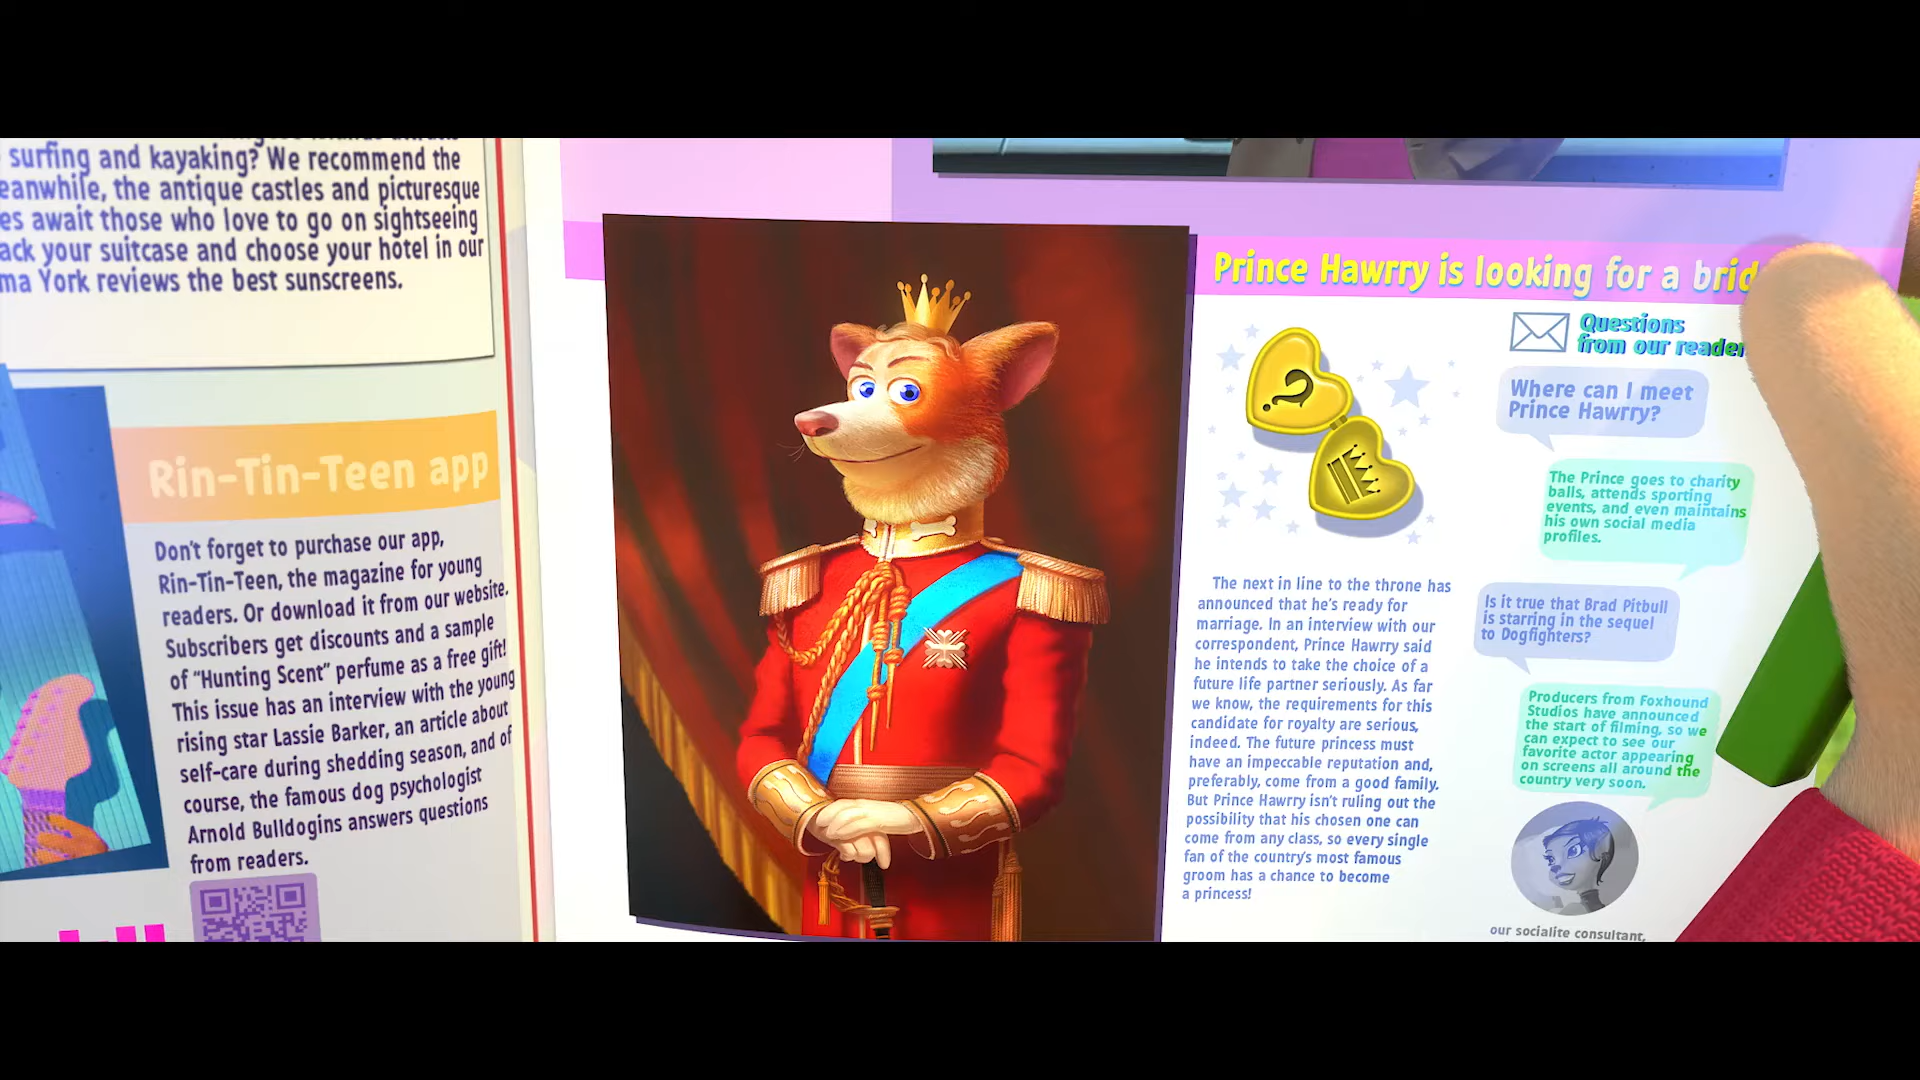 surfing and kayaking? We recommend the
the antique castles and picturesque
await those who love to go on sightseeing
your suitcase and choose your hotel in our
York reviews the best sunscreens.
Rin-Tin-Teen app
Don't forget to purchase our app,
Rin-Tin-Teen, the magazine for young
readers. Or download it from our website.
Subscribers get discounts and a sample
of "Hunting Scent" perfume as a free gift!
This issue has an interview with the young
rising star Lassie Barker, an article about
self-care during shedding season, and of
course, the famous dog psychologist
Arnold Bulldogins answers questions
from readers.
Prince Hawrry is looking for a brid
?
The next in line to the throne has
announced that he's ready for
marriage. In an interview with our
correspondent, Prince Hawrry said
he intends to take the choice of a
future life partner seriously. As far
we know, the requirements for this
candidate for royalty are serious,
indeed. The future princess must
have an impeccable reputation and,
preferably, come from a good family.
But Prince Hawrry isn't ruling out the
possibility that his chosen one can
come from any class, so every single
fan of the country's most famous
groom has a chance to become
a princess!
Questions
from our reader
Where can I meet
Prince Hawrry?
The Prince goes to charity
balls, attends sporting
events, and even maintains
his own social media
profiles.
Is it true that Brad Pitbull
is starring in the sequel
to Dogfighters?
Producers from Foxhound
Studios have announced
the start of filming, so we
can expect to see our
favorite actor appearing
on screens all around the
country very soon.
our socialite consultant,